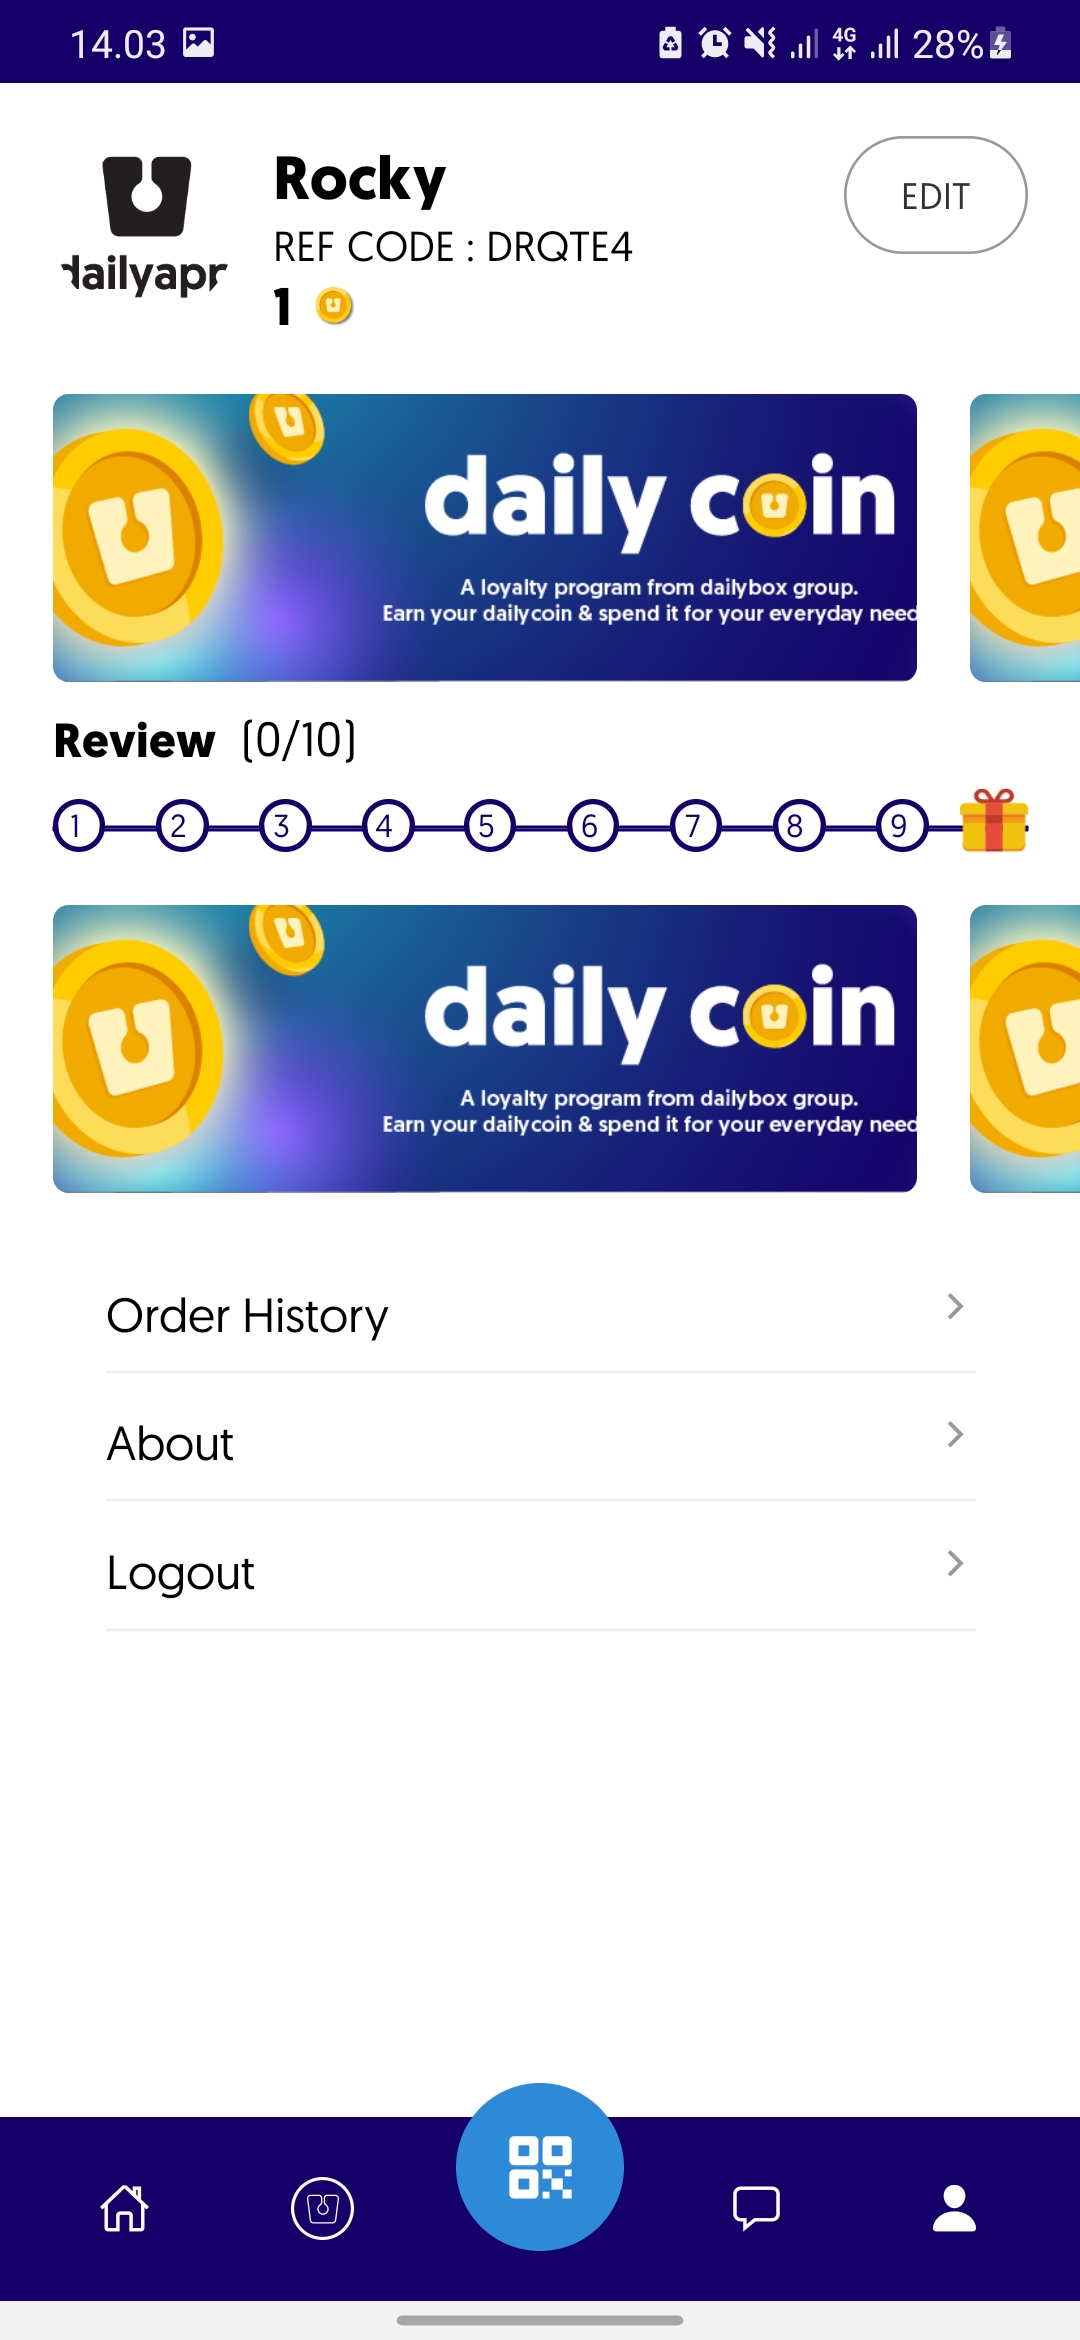 14.03
4G
28%
dailyapr
Rocky
REF CODE : DRQTE4
1
EDIT
daily coin
A loyalty program from dailybox group.
Earn your dailycoin & spend it for your everyday need
Review (0/10)
1 2 3 4 5 6 7 8 9
daily coin
A loyalty program from dailybox group.
Earn your dailycoin & spend it for your everyday need
Order History
About
Logout